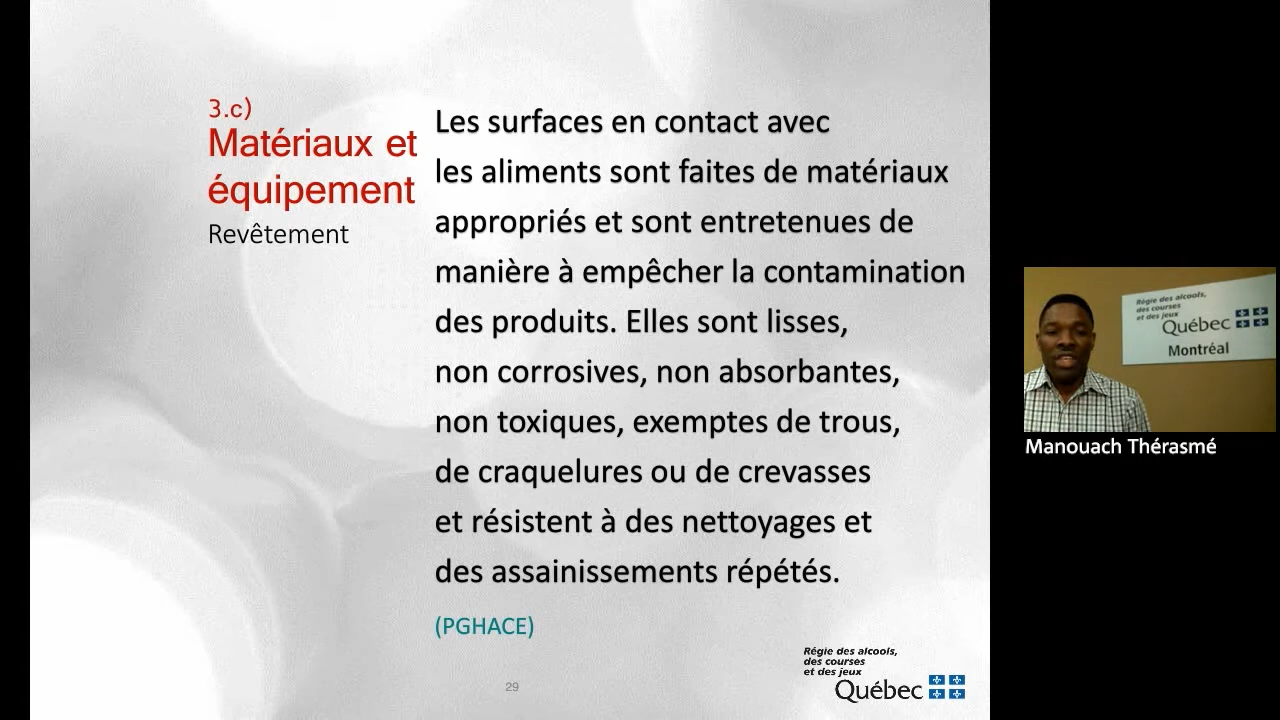 3.c)
Matériaux et
équipement
Revêtement
Les surfaces en contact avec
les aliments sont faites de matériaux
appropriés et sont entretenues de
manière à empêcher la contamination
des produits. Elles sont lisses,
non corrosives, non absorbantes,
non toxiques, exemptes de trous,
de craquelures ou de crevasses
et résistent à des nettoyages et
des assainissements répétés.
(PGHACE)
29
Régie des alcools,
des courses
et des jeux
Québec
Régie des alcools,
des courses
et des jeux
Québec
Montréal
Manouach Thérasmé